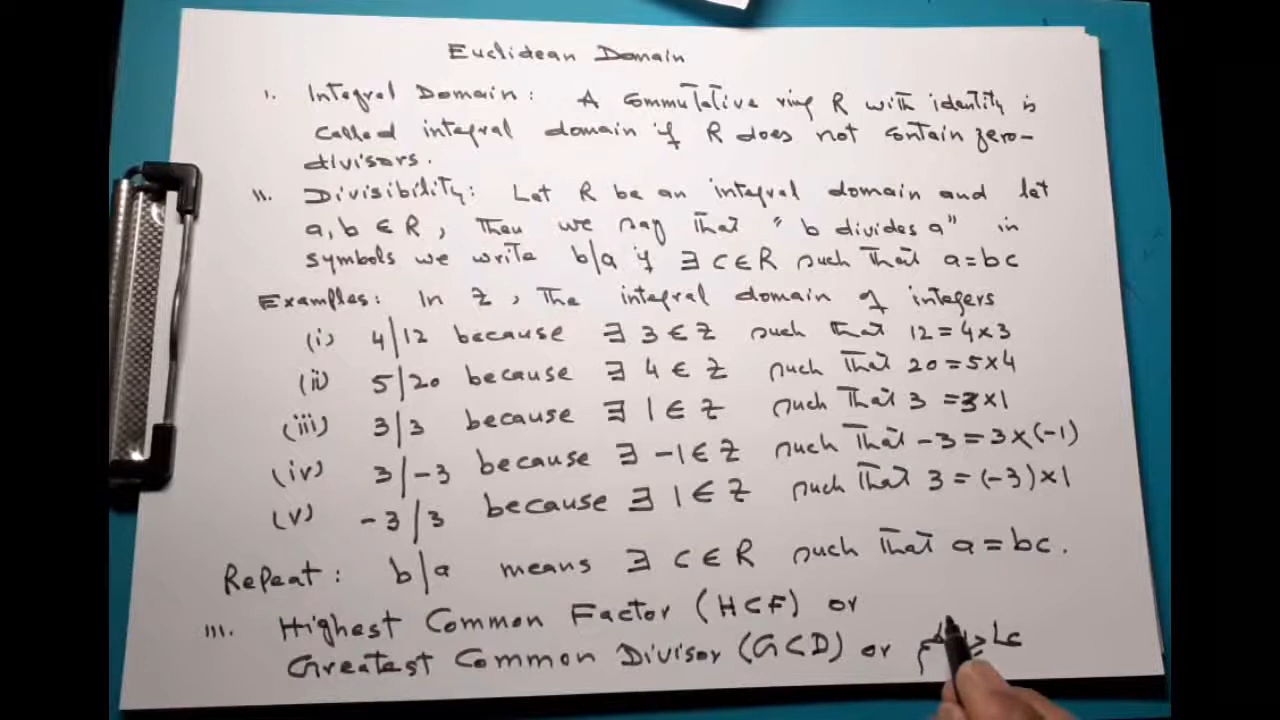 Euclidean Domain
I. Integral Domain: A commutative ring R with identity is
called integral domain if R does not contain zero-
divisors.
II. Divisibility: Let R be an integral domain and let
a, b ∈ R, Then we say that "b divides a" in
symbols we write b|a if ∃ c ∈ R such that a = bc
Examples: In Z, The integral domain of integers
(i) 4|12 because ∃ 3 ∈ Z such that 12 = 4×3
(ii) 5|20 because ∃ 4 ∈ Z such that 20 = 5×4
(iii) 3|3 because ∃ 1 ∈ Z such that 3 = 3×1
(iv) 3|-3 because ∃ -1 ∈ Z such that -3 = 3×(-1)
(v) -3|3 because ∃ 1 ∈ Z such that 3 = (-3)×1
Repeat: b|a means ∃ c ∈ R such that a = bc.
III. Highest Common Factor (HCF) or
Greatest Common Divisor (GCD) or